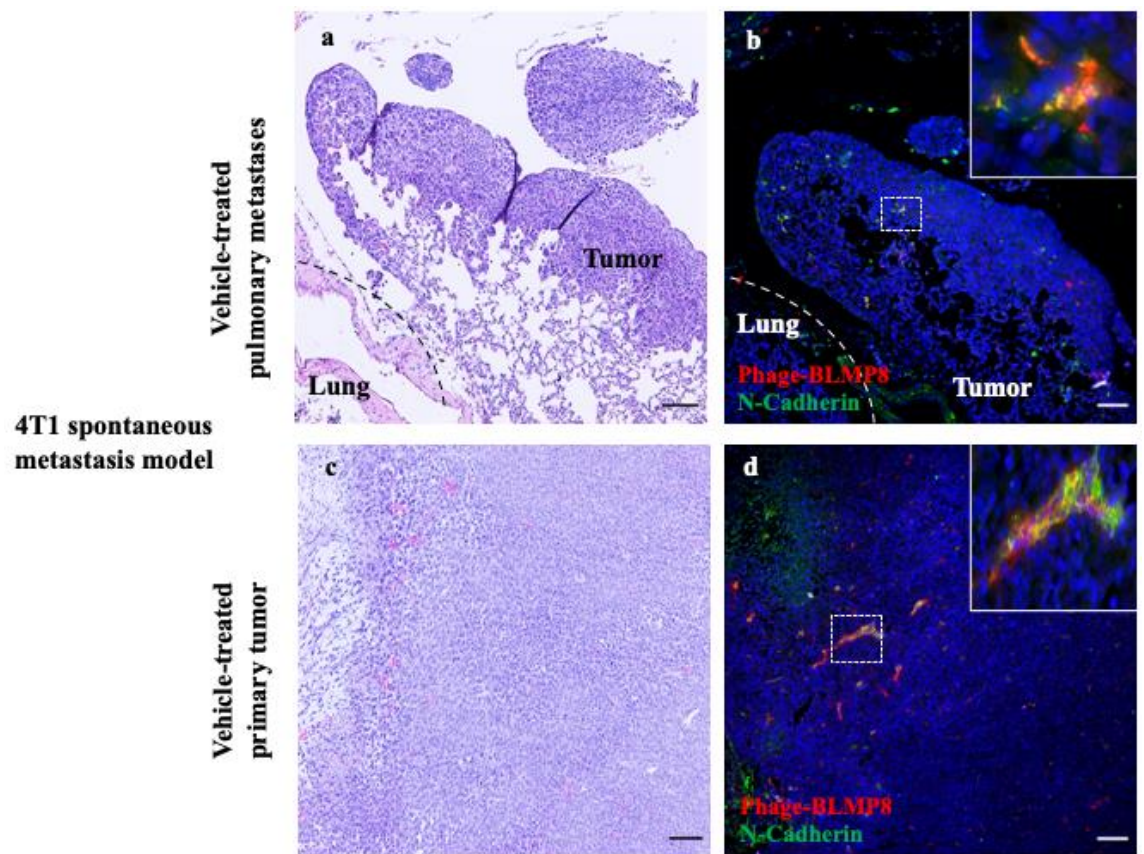 4T1 spontaneous
metastasis model
Vehicle-treated
pulmonary metastases
a
Tumor
Lung
b
Lung
Phage-BLMP8
N-Cadherin
Tumor
Vehicle-treated
primary tumor
c
d
Phage-BLMP8
N-Cadherin